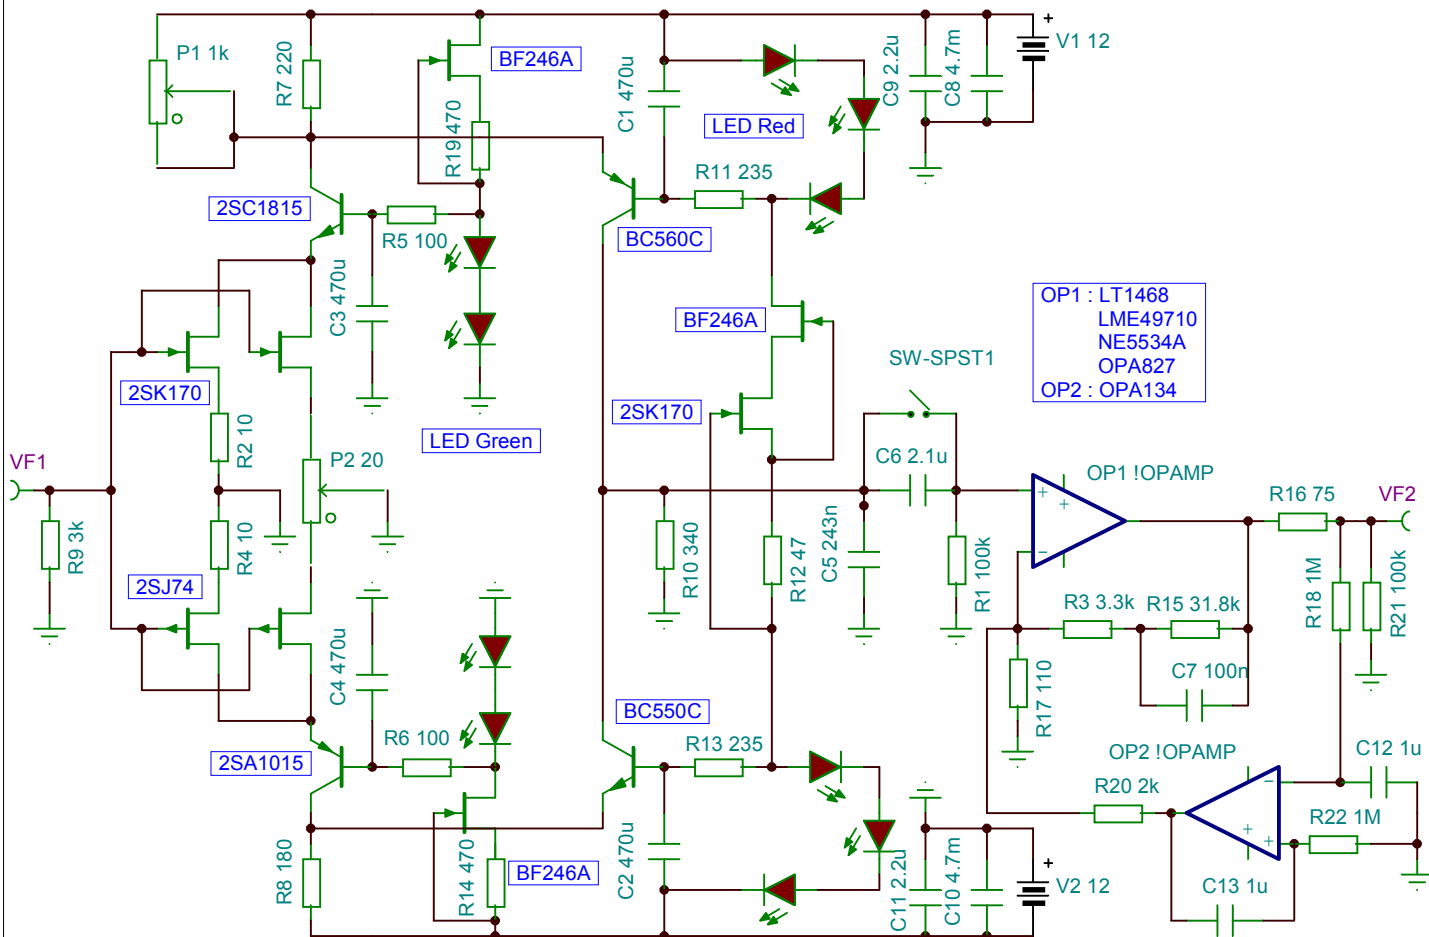 P1 1k
R7 220
BF246A
R19 470
C1 470u
LED Red
C9 2.2u
C8 4.7m
+
V1 12
R11 235
2SC1815
R5 100
BC560C
C3 470u
BF246A
OP1 : LT1468
LME49710
NE5534A
OPA827
OP2 : OPA134
SW-SPST1
2SK170
2SK170
R2 10
LED Green
P2 20
VF1
C6 2.1u
OP1 !OPAMP
+
+
−
R16 75
VF2
R9 3k
R4 10
R10 340
R12 47
C5 243n
R1 100k
2SJ74
R3 3.3k
R15 31.8k
R18 1M
R21 100k
C4 470u
C7 100n
R17 110
BC550C
R6 100
R13 235
2SA1015
OP2 !OPAMP
C12 1u
R20 2k
−
+
+
R22 1M
R8 180
R14 470
BF246A
C2 470u
C11 2.2u
C10 4.7m
+
V2 12
C13 1u